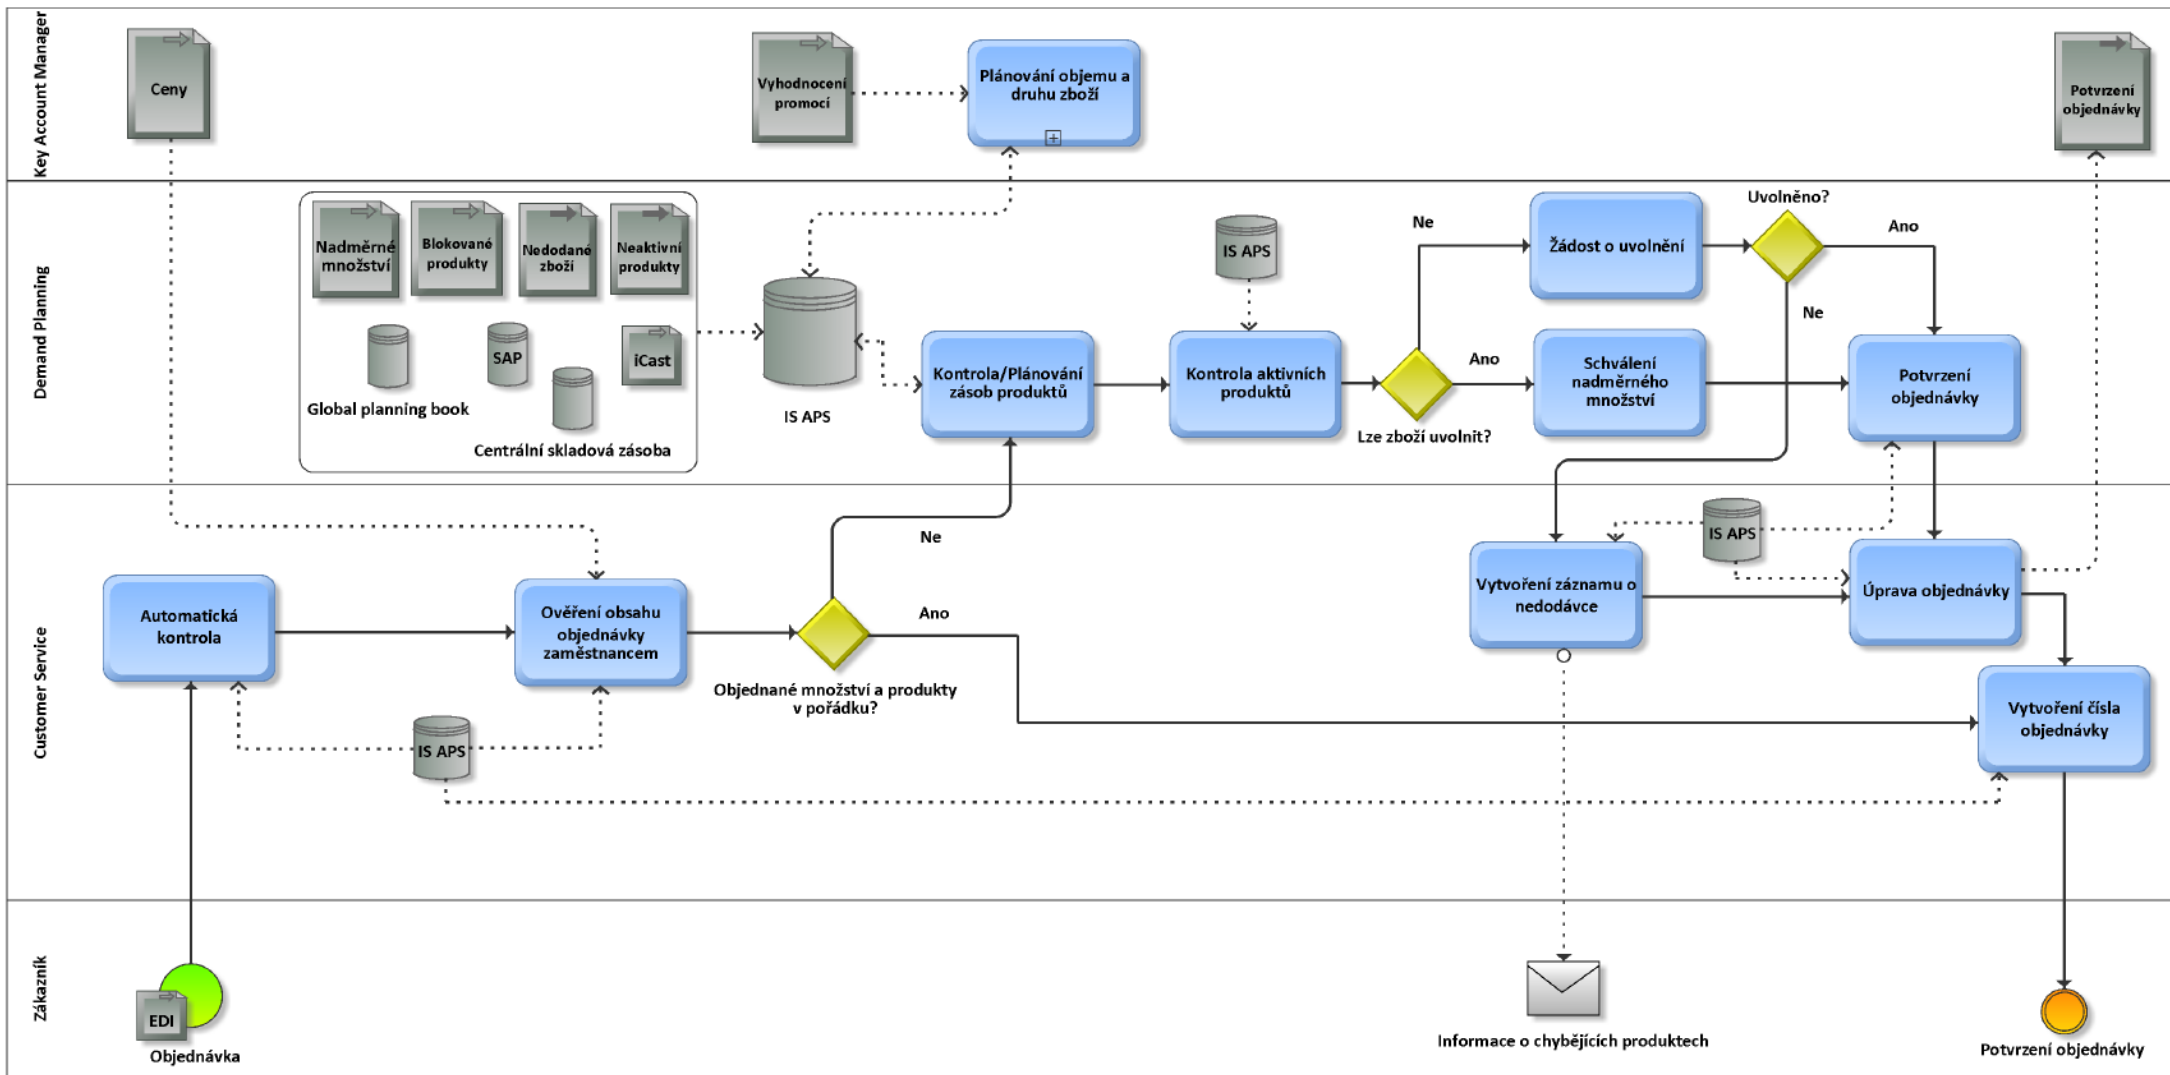 Key Account Manager
Ceny
Vyhodnocení
promocí
Plánování objemu a
druhu zboží
Potvrzení
objednávky
Demand Planning
Nadměrné
množství
Blokované
produkty
Nedodané
zboží
Neaktivní
produkty
SAP
iCast
Global planning book
Centrální skladová zásoba
IS APS
Kontrola/Plánování
zásob produktů
IS APS
Kontrola aktivních
produktů
Lze zboží uvolnit?
Ne
Ano
Žádost o uvolnění
Schválení
nadměrného
množství
Uvolněno?
Ano
Ne
Potvrzení
objednávky
Customer Service
Automatická
kontrola
Ověření obsahu
objednávky
zaměstnancem
IS APS
Ne
Ano
Objednané množství a produkty
v pořádku?
Vytvoření záznamu o
nedodávce
IS APS
Úprava objednávky
Vytvoření čísla
objednávky
Zákazník
EDI
Objednávka
Informace o chybějících produktech
Potvrzení objednávky